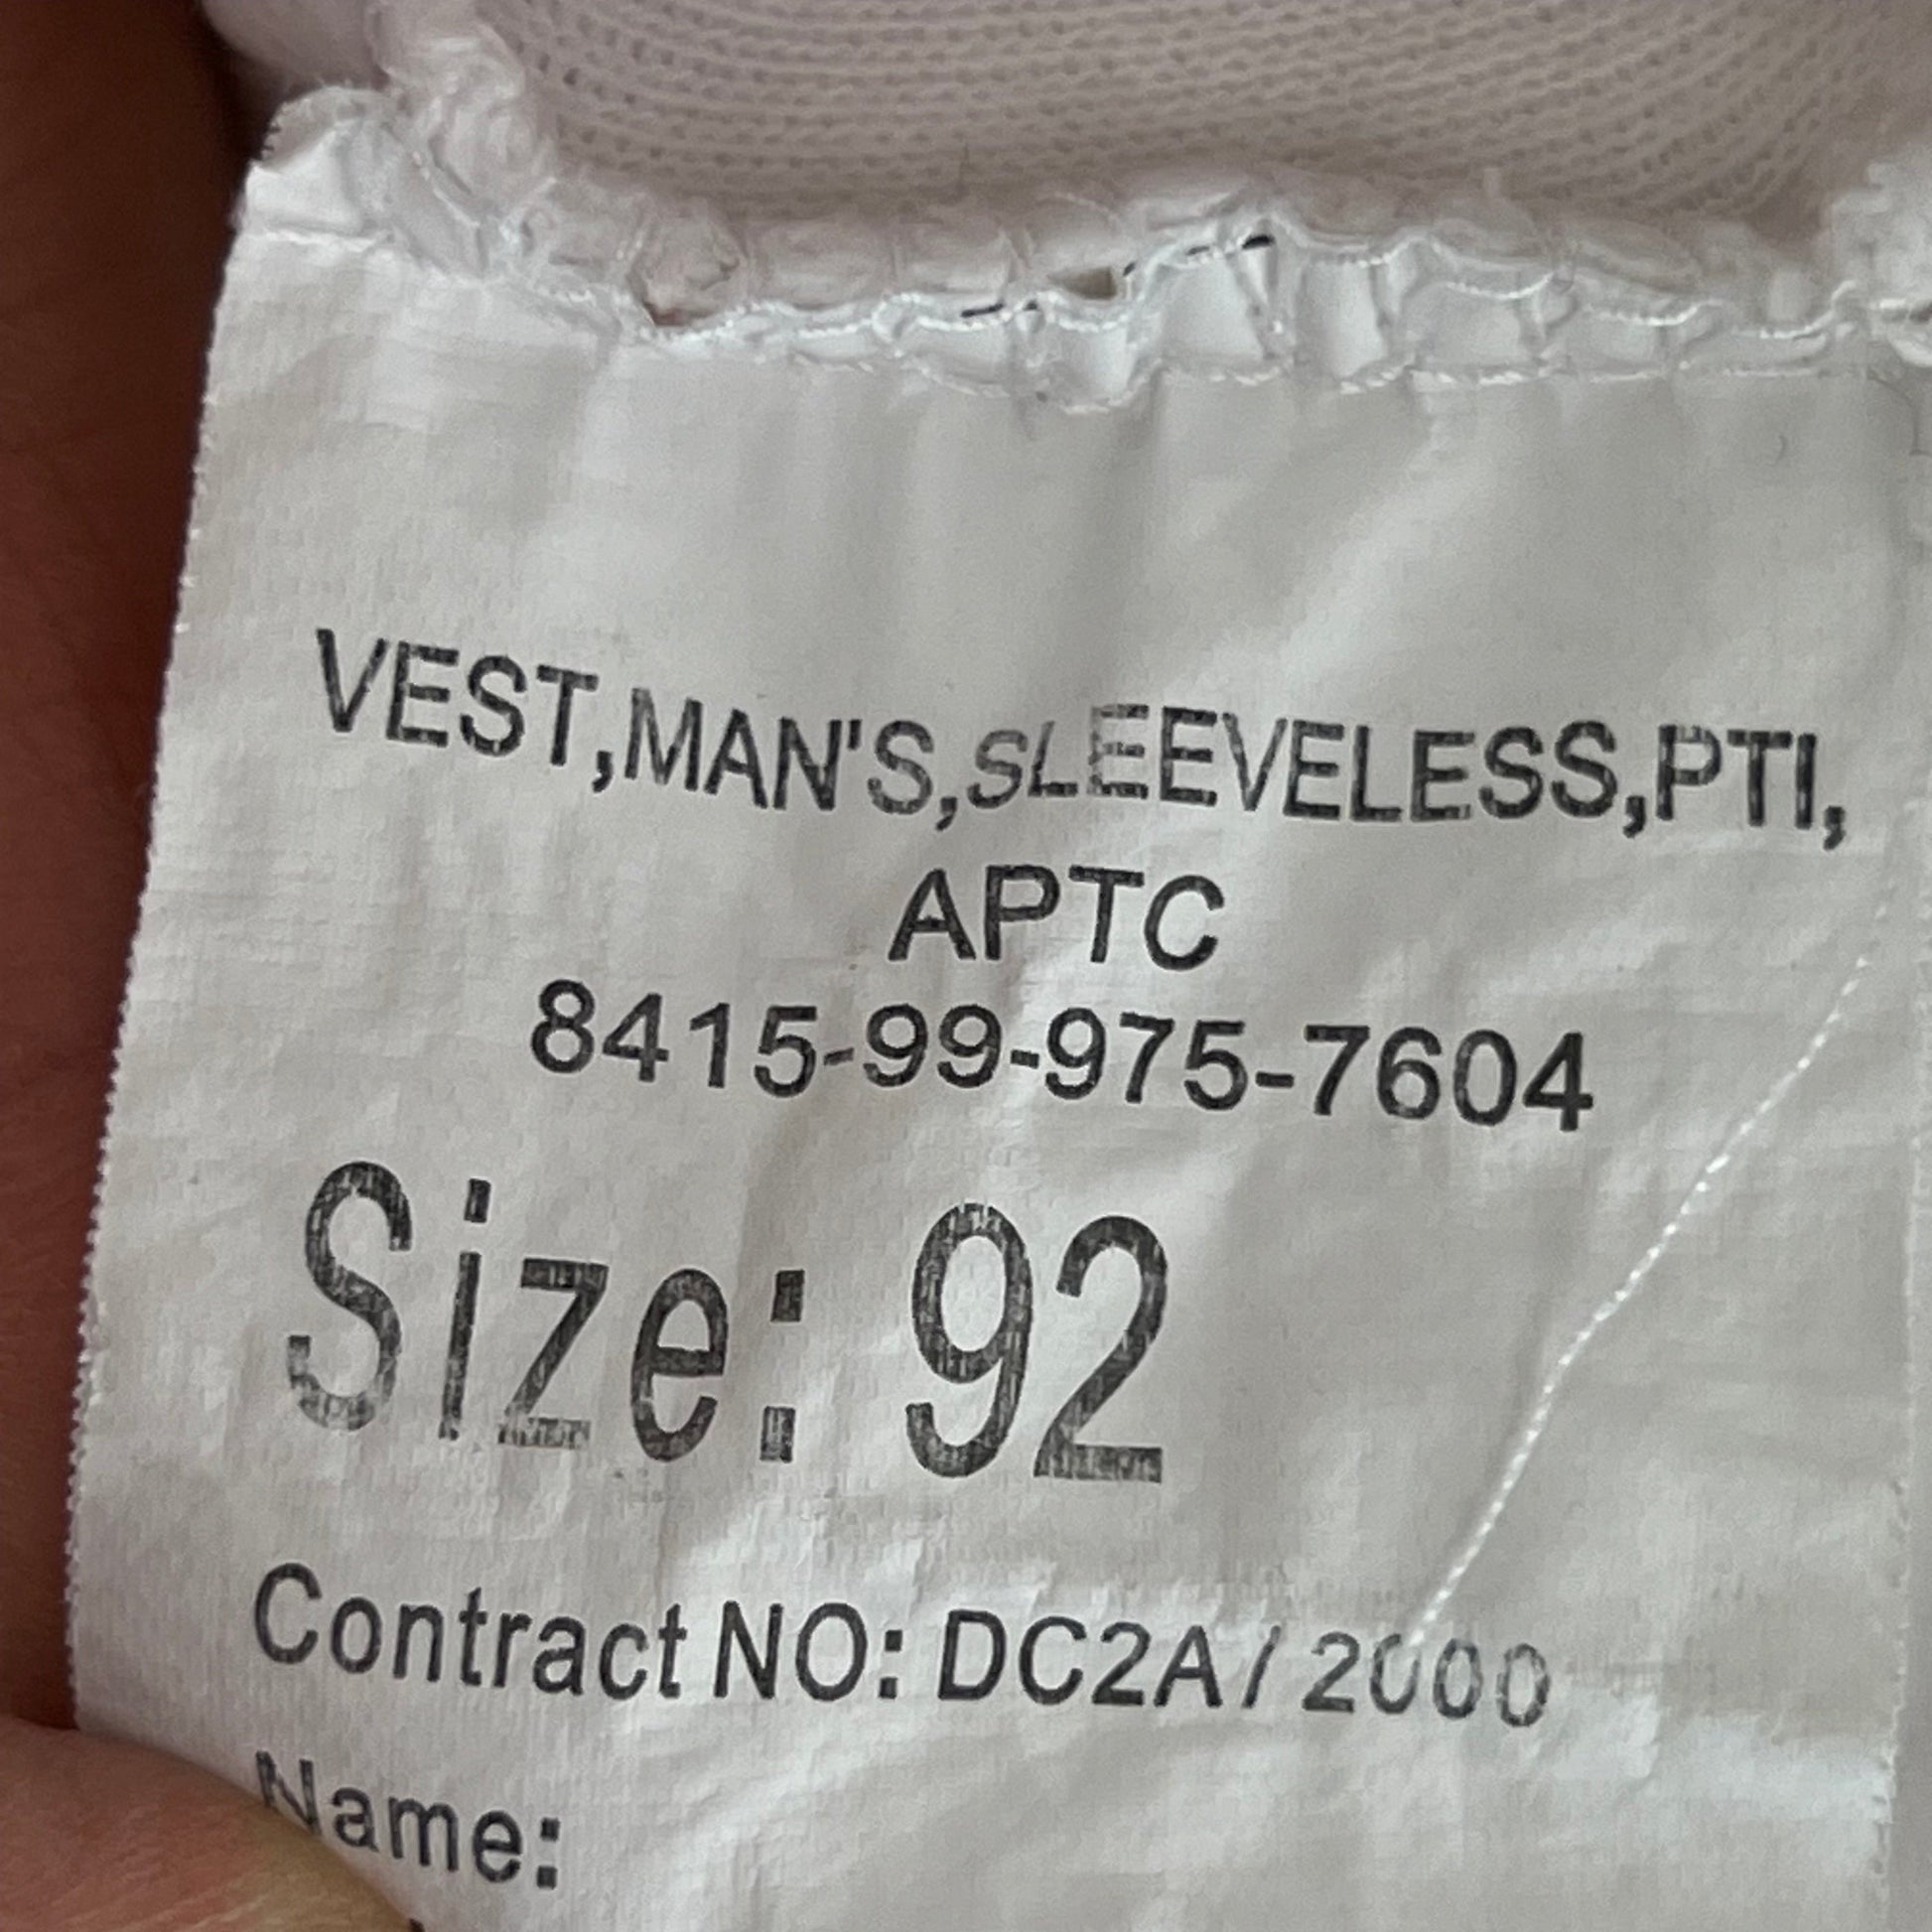 VEST,MAN'S,SLEEVELESS,PTI,
APTC
8415-99-975-7604
Size: 92
Contract NO: DC2A/ 2000
Name: